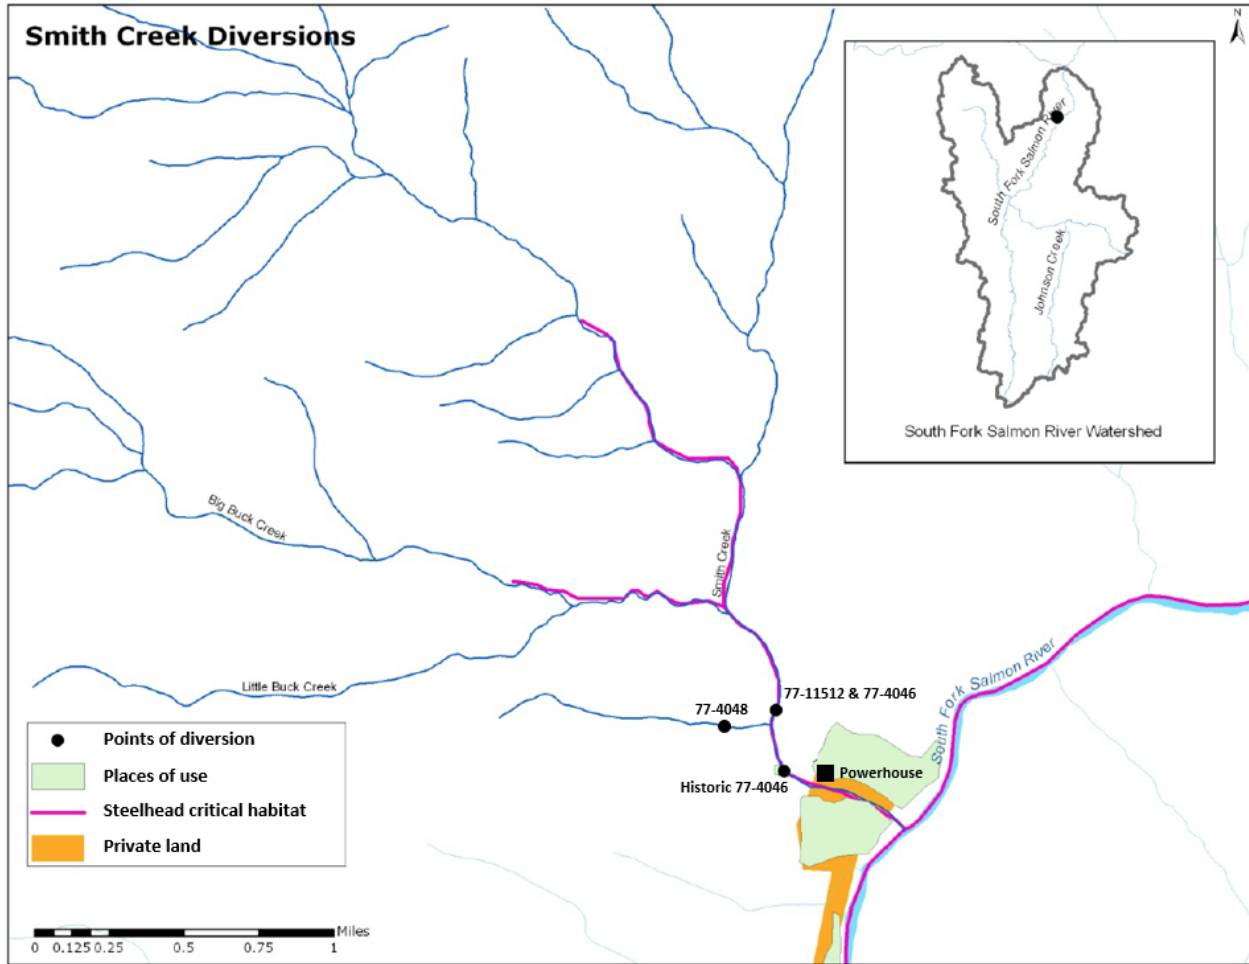 Smith Creek Diversions
N
South Fork Salmon River
Johnson Creek
South Fork Salmon River Watershed
Big Buck Creek
Smith Creek
Little Buck Creek
77-11512 & 77-4046
77-4048
South Fork Salmon River
Powerhouse
Historic 77-4046
Points of diversion
Places of use
Steelhead critical habitat
Private land
Miles
0 0.125 0.25 0.5 0.75 1